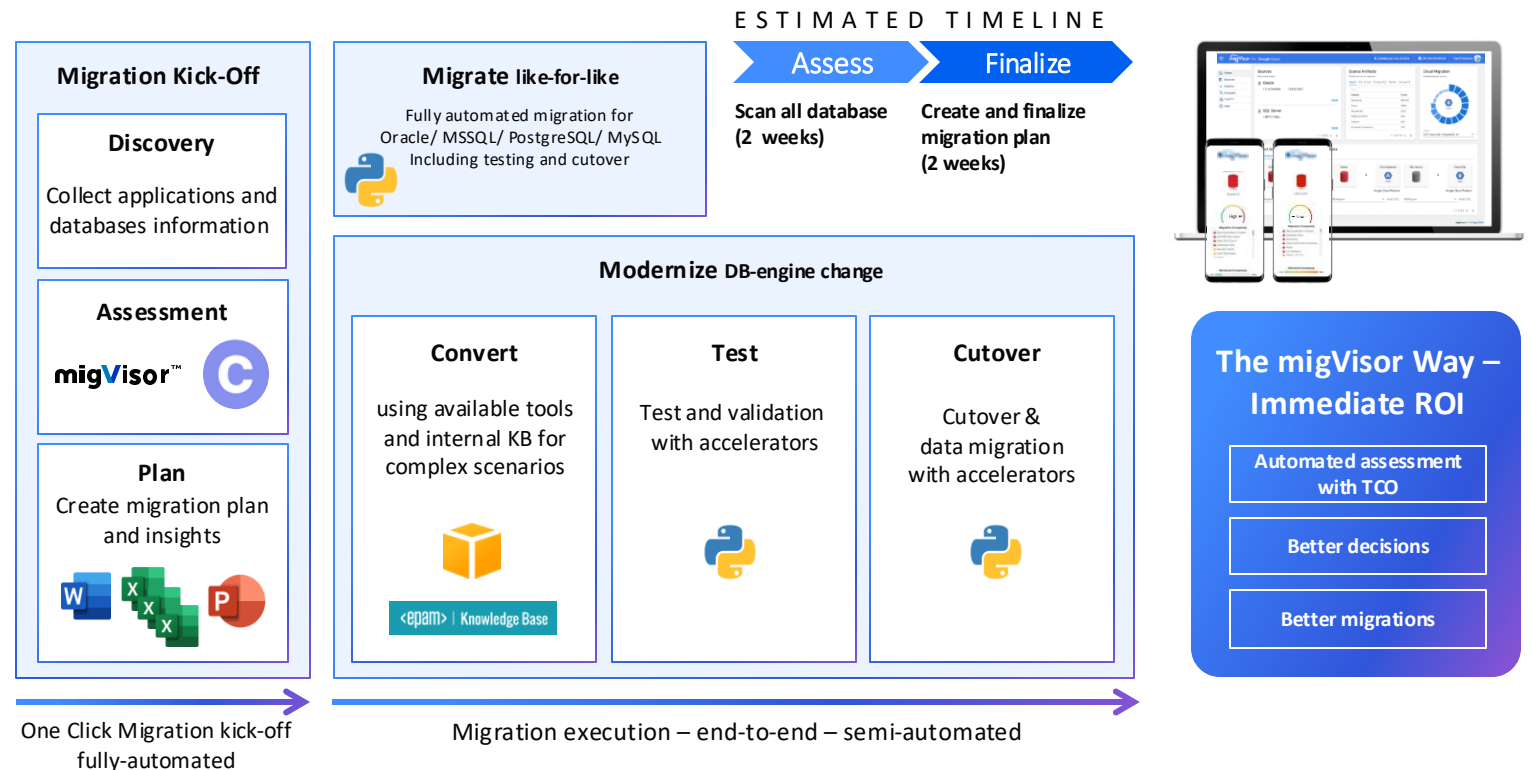 ESTIMATED TIMELINE
Assess
Finalize
Scan all database
(2 weeks)
Create and finalize
migration plan
(2 weeks)
Migration Kick-Off
Discovery
Collect applications and
databases information
Assessment
migVisor™
C
Plan
Create migration plan
and insights
W
X
X
X
P
One Click Migration kick-off
fully-automated
Migrate like-for-like
Fully automated migration for
Oracle/ MSSQL/ PostgreSQL/ MySQL
Including testing and cutover
Modernize DB-engine change
Convert
using available tools
and internal KB for
complex scenarios
<epam> | Knowledge Base
Test
Test and validation
with accelerators
Cutover
Cutover &
data migration
with accelerators
Migration execution – end-to-end – semi-automated
The migVisor Way –
Immediate ROI
Automated assessment
with TCO
Better decisions
Better migrations